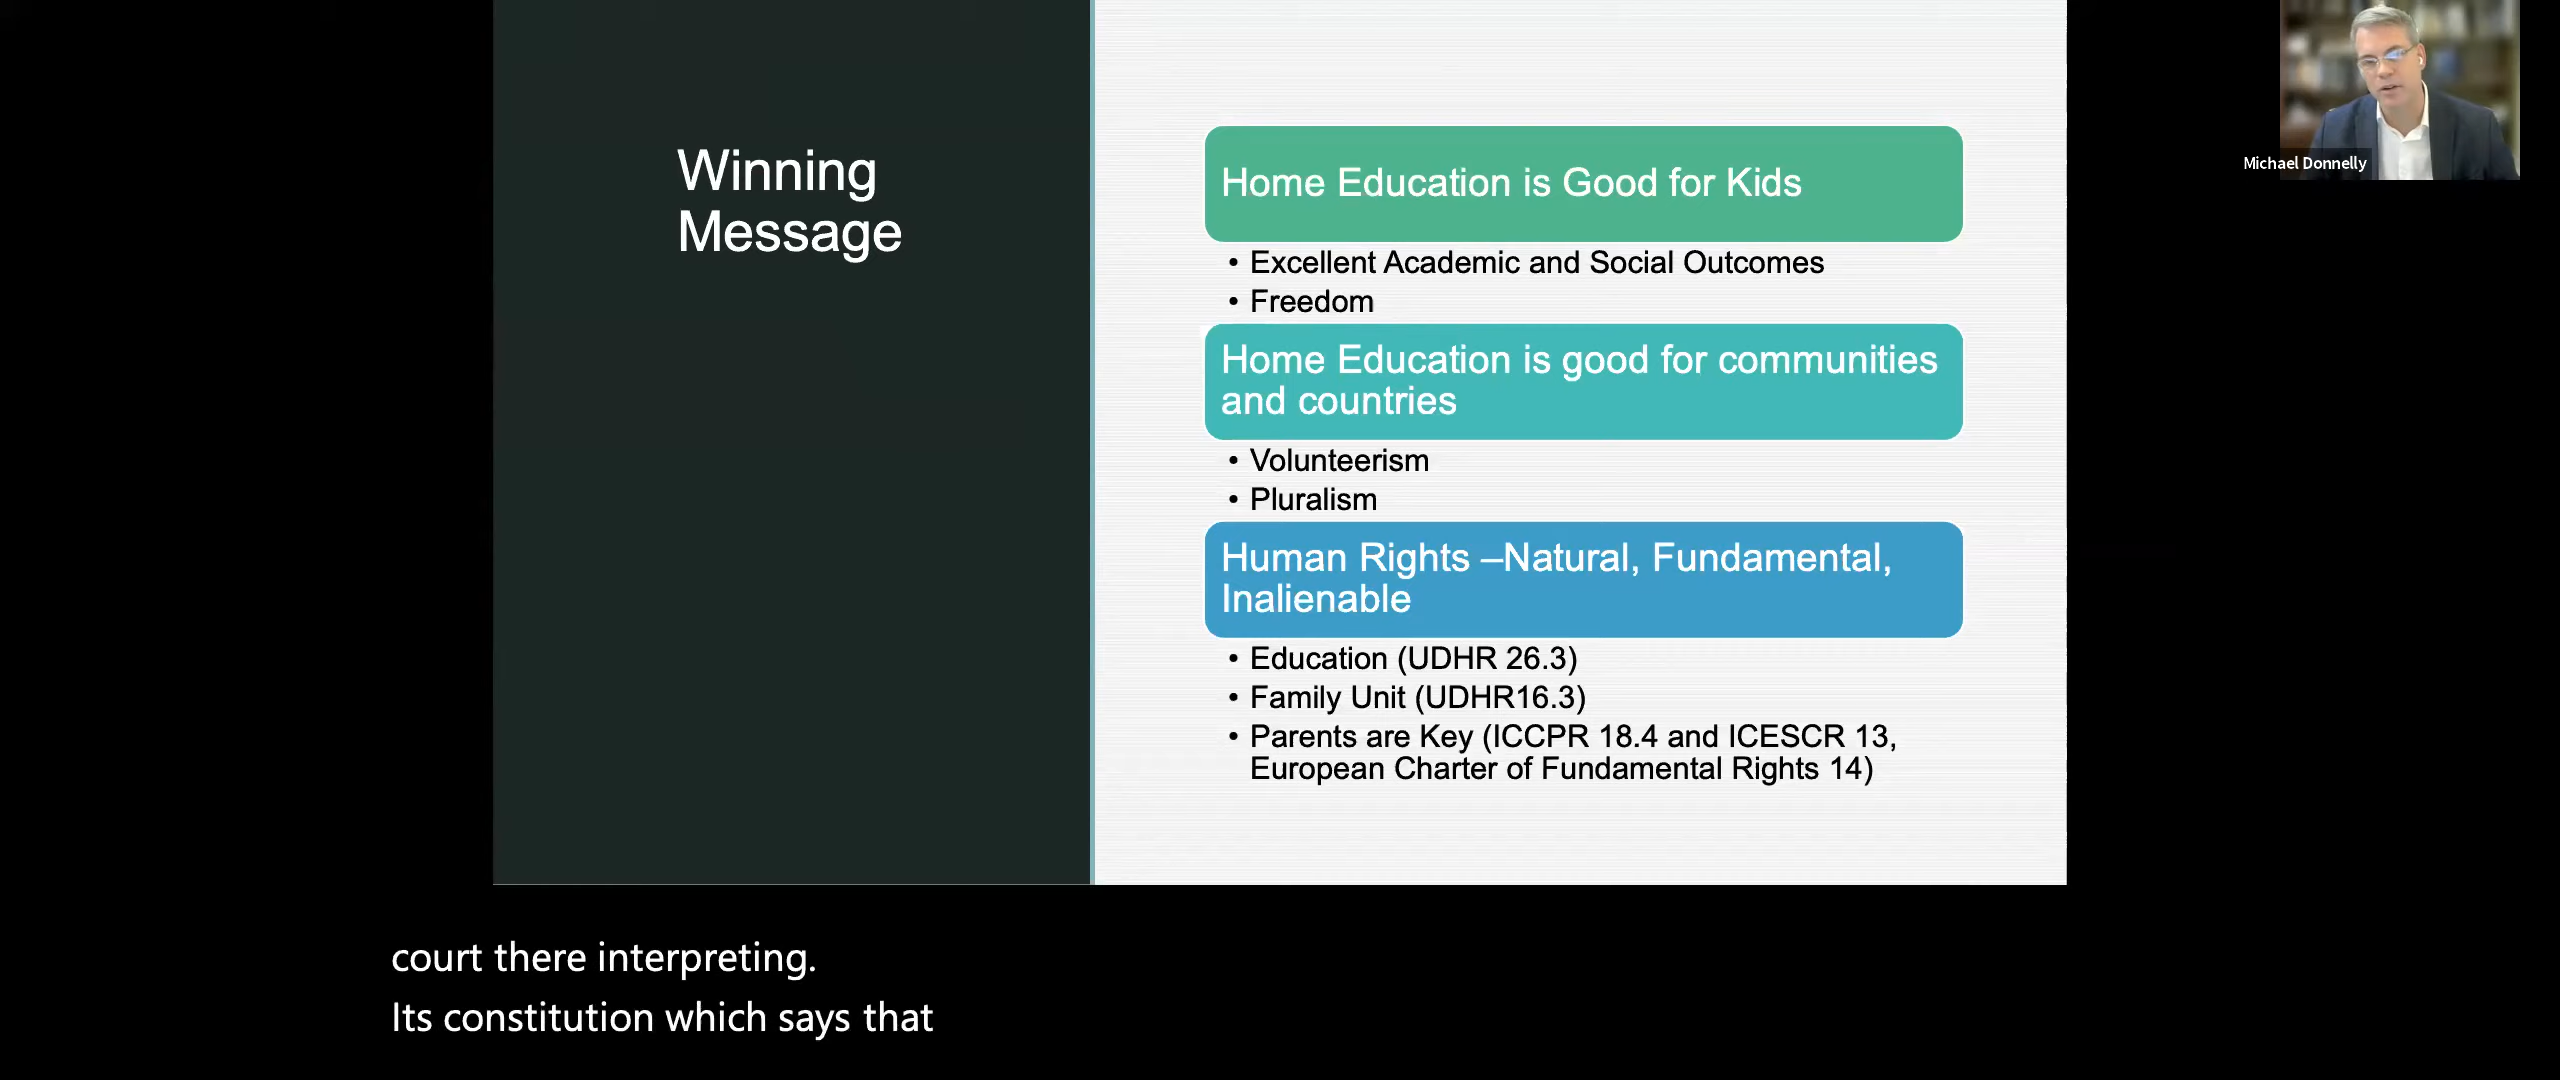 Winning
Message
Home Education is Good for Kids
• Excellent Academic and Social Outcomes
• Freedom
Home Education is good for communities
and countries
• Volunteerism
• Pluralism
Human Rights –Natural, Fundamental,
Inalienable
• Education (UDHR 26.3)
• Family Unit (UDHR16.3)
• Parents are Key (ICCPR 18.4 and ICESCR 13,
European Charter of Fundamental Rights 14)
Michael Donnelly
court there interpreting.
Its constitution which says that